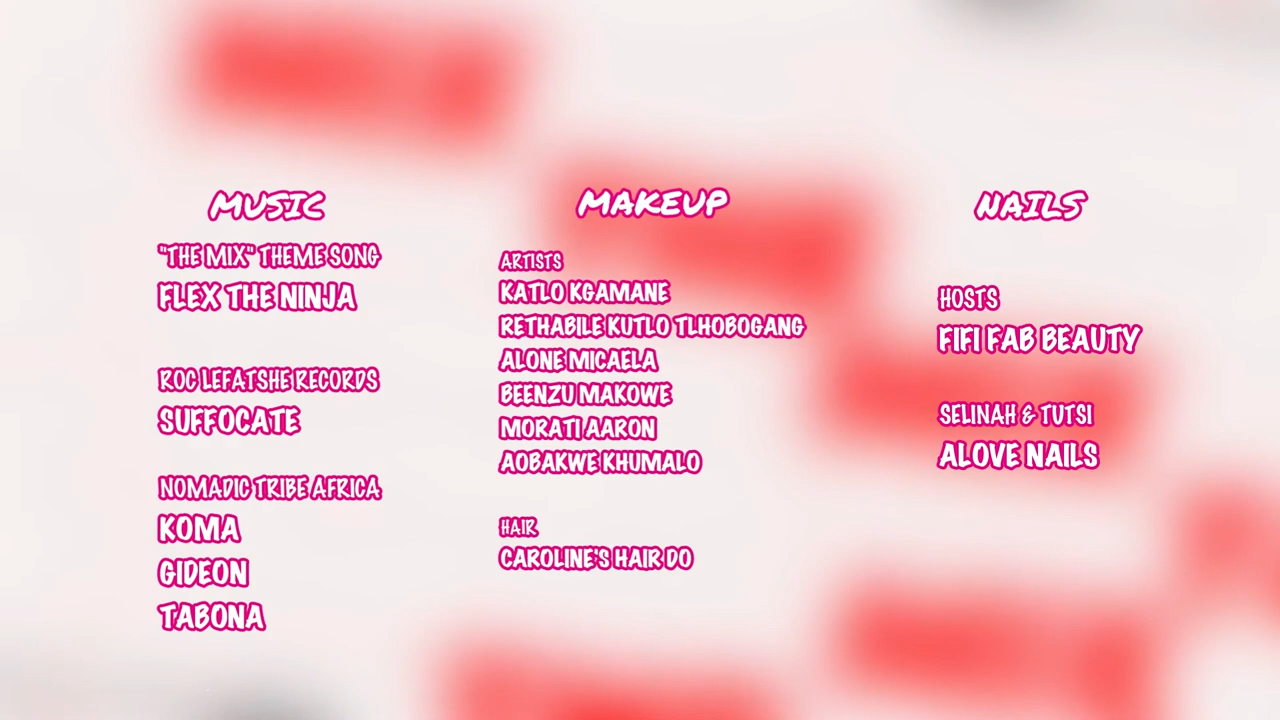 MUSIC
"THE MIX" THEME SONG
FLEX THE NINJA
ROC LEFATSHE RECORDS
SUFFOCATE
NOMADIC TRIBE AFRICA
KOMA
GIDEON
TABONA
MAKEUP
ARTISTS
KATLO KGAMANE
RETHABILE KUTLO TLHOBOGANG
ALONE MICAELA
BEENZU MAKOWE
MORATI AARON
AOBAKWE KHUMALO
HAIR
CAROLINE'S HAIR DO
NAILS
HOSTS
FIFI FAB BEAUTY
SELINAH & TUTSI
ALOVE NAILS